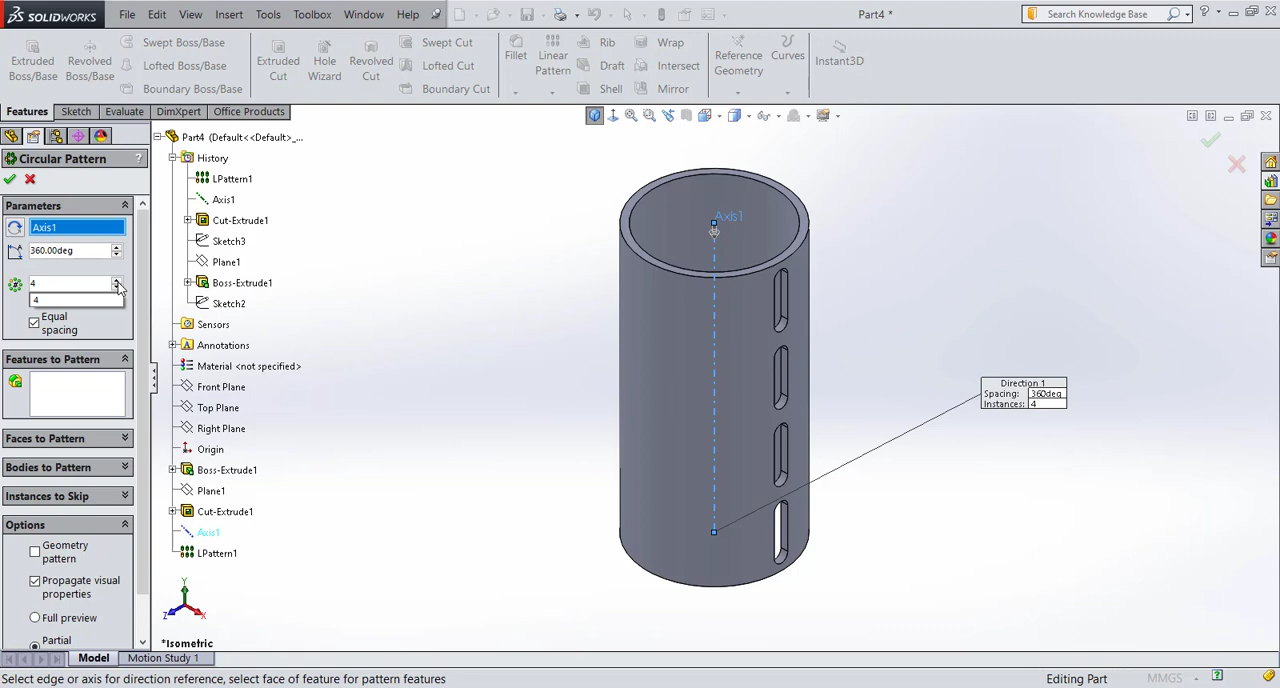 SOLIDWORKS File Edit View Insert Tools Toolbox Window Help Part4 * Search Knowledge Base
Extruded Boss/Base
Revolved Boss/Base
Swept Boss/Base
Lofted Boss/Base
Boundary Boss/Base
Extruded Cut
Hole Wizard
Revolved Cut
Swept Cut
Lofted Cut
Boundary Cut
Fillet
Linear Pattern
Rib
Draft
Shell
Wrap
Intersect
Mirror
Reference Geometry
Curves
Instant3D
Features Sketch Evaluate DimXpert Office Products
Circular Pattern ?
Parameters
Axis1
360.00deg
4
4
Equal
spacing
Features to Pattern
Faces to Pattern
Bodies to Pattern
Instances to Skip
Options
Geometry
pattern
Propagate visual
properties
Full preview
Partial
Part4 (Default<<Default>_...
History
LPattern1
Axis1
Cut-Extrude1
Sketch3
Plane1
Boss-Extrude1
Sketch2
Sensors
Annotations
Material <not specified>
Front Plane
Top Plane
Right Plane
Origin
Boss-Extrude1
Plane1
Cut-Extrude1
Axis1
LPattern1
Axis1
Direction 1
Spacing: 360deg
Instances: 4
Y
Z
X
*Isometric
Model Motion Study 1
Select edge or axis for direction reference, select face of feature for pattern features Editing Part MMGS